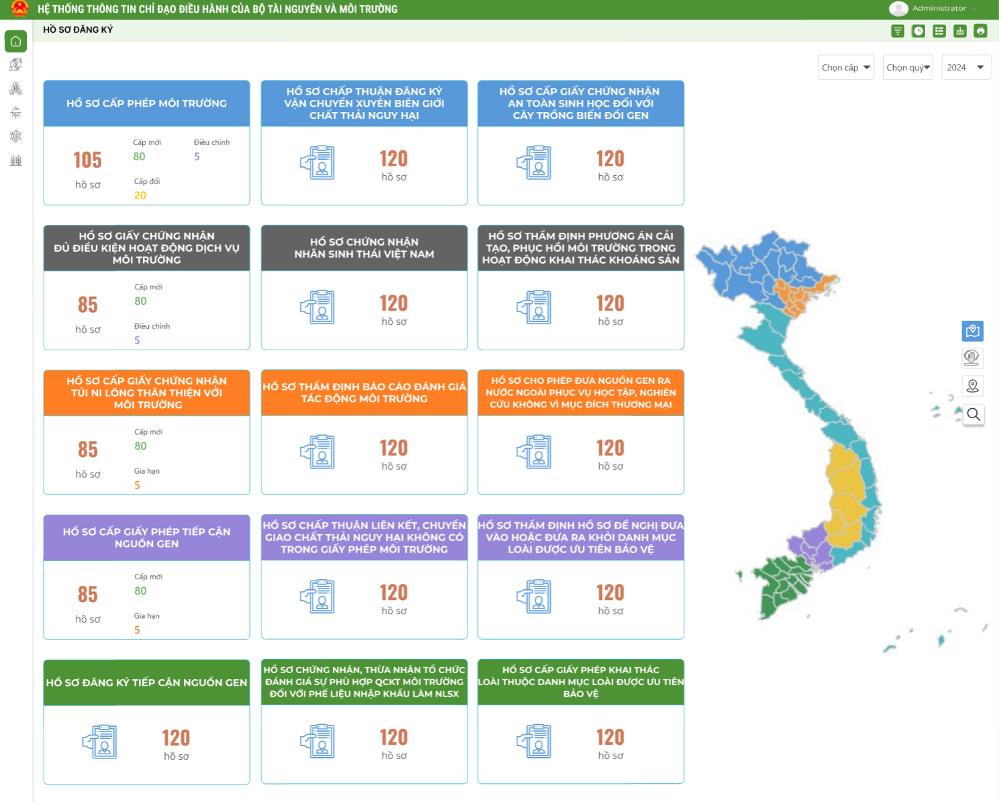 HỆ THỐNG THÔNG TIN CHỈ ĐẠO ĐIỀU HÀNH CỦA BỘ TÀI NGUYÊN VÀ MÔI TRƯỜNG
Administrator
HỒ SƠ ĐĂNG KÝ
Chọn cấp
Chọn quý
2024
HỒ SƠ CẤP PHÉP MÔI TRƯỜNG
105
hồ sơ
Cấp mới
80
Điều chỉnh
5
Cấp đổi
20
HỒ SƠ CHẤP THUẬN ĐĂNG KÝ
VẬN CHUYỂN XUYÊN BIÊN GIỚI
CHẤT THẢI NGUY HẠI
120
hồ sơ
HỒ SƠ CẤP GIẤY CHỨNG NHẬN
AN TOÀN SINH HỌC ĐỐI VỚI
CÂY TRỒNG BIẾN ĐỔI GEN
120
hồ sơ
HỒ SƠ GIẤY CHỨNG NHẬN
ĐỦ ĐIỀU KIỆN HOẠT ĐỘNG DỊCH VỤ
MÔI TRƯỜNG
85
hồ sơ
Cấp mới
80
Điều chỉnh
5
HỒ SƠ CHỨNG NHẬN
NHÃN SINH THÁI VIỆT NAM
120
hồ sơ
HỒ SƠ THẨM ĐỊNH PHƯƠNG ÁN CẢI
TẠO, PHỤC HỒI MÔI TRƯỜNG TRONG
HOẠT ĐỘNG KHAI THÁC KHOÁNG SẢN
120
hồ sơ
HỒ SƠ CẤP GIẤY CHỨNG NHẬN
TÚI NI LÔNG THÂN THIỆN VỚI
MÔI TRƯỜNG
85
hồ sơ
Cấp mới
80
Gia hạn
5
HỒ SƠ THẨM ĐỊNH BÁO CÁO ĐÁNH GIÁ
TÁC ĐỘNG MÔI TRƯỜNG
120
hồ sơ
HỒ SƠ CHO PHÉP ĐƯA NGUỒN GEN RA
NƯỚC NGOÀI PHỤC VỤ HỌC TẬP, NGHIÊN
CỨU KHÔNG VÌ MỤC ĐÍCH THƯƠNG MẠI
120
hồ sơ
HỒ SƠ CẤP GIẤY PHÉP TIẾP CẬN
NGUỒN GEN
85
hồ sơ
Cấp mới
80
Gia hạn
5
HỒ SƠ CHẤP THUẬN LIÊN KẾT, CHUYỂN
GIAO CHẤT THẢI NGUY HẠI KHÔNG CÓ
TRONG GIẤY PHÉP MÔI TRƯỜNG
120
hồ sơ
HỒ SƠ THẨM ĐỊNH HỒ SƠ ĐỀ NGHỊ ĐƯA
VÀO HOẶC ĐƯA RA KHỎI DANH MỤC
LOÀI ĐƯỢC ƯU TIÊN BẢO VỆ
120
hồ sơ
HỒ SƠ ĐĂNG KÝ TIẾP CẬN NGUỒN GEN
120
hồ sơ
HỒ SƠ CHỨNG NHẬN, THỪA NHẬN TỔ CHỨC
ĐÁNH GIÁ SỰ PHÙ HỢP QCKT MÔI TRƯỜNG
ĐỐI VỚI PHẾ LIỆU NHẬP KHẨU LÀM NLSX
120
hồ sơ
HỒ SƠ CẤP GIẤY PHÉP KHAI THÁC
LOÀI THUỘC DANH MỤC LOÀI ĐƯỢC ƯU TIÊN
BẢO VỆ
120
hồ sơ